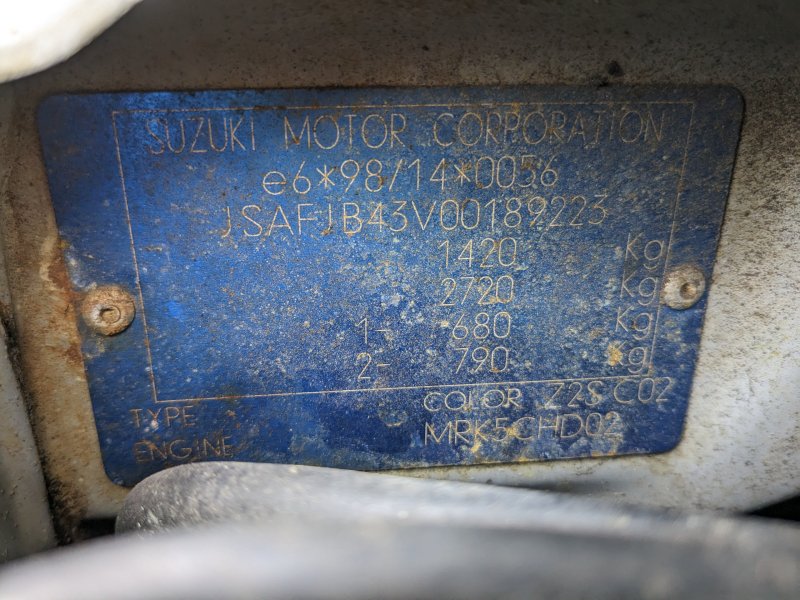 SUZUKI MOTOR CORPORATION
e6*98/14*0056
JSAFJB43V00189223
1420 Kg
2720 Kg
1- 680 Kg
2- 790 Kg
TYPE COLOR Z2S C02
ENGINE MRK5CHD02